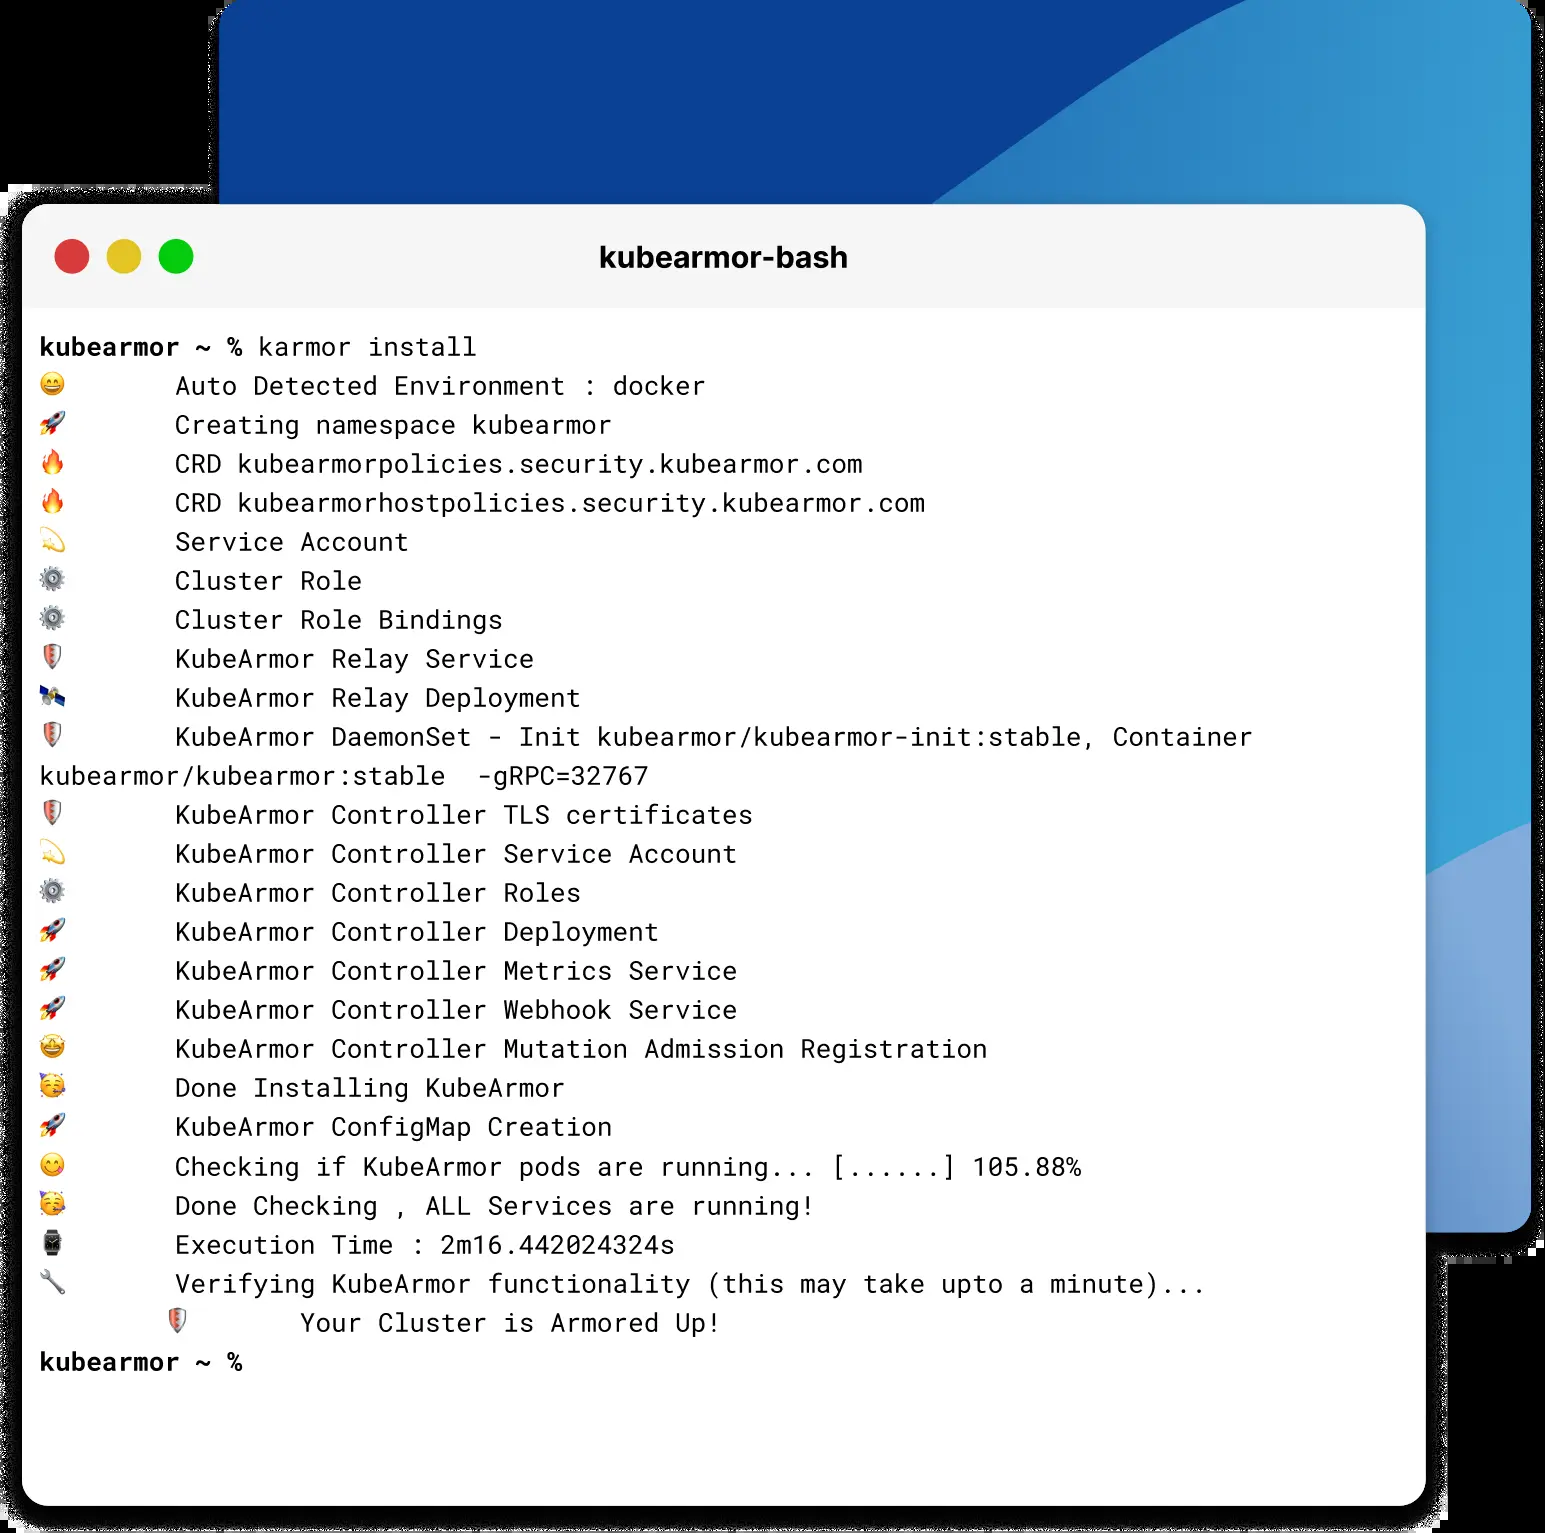 kubearmor-bash
kubearmor ~ % karmor install
😄 Auto Detected Environment : docker
🚀 Creating namespace kubearmor
🔥 CRD kubearmorpolicies.security.kubearmor.com
🔥 CRD kubearmorhostpolicies.security.kubearmor.com
💫 Service Account
⚙️ Cluster Role
⚙️ Cluster Role Bindings
🛡 KubeArmor Relay Service
🛰 KubeArmor Relay Deployment
🛡 KubeArmor DaemonSet - Init kubearmor/kubearmor-init:stable, Container
kubearmor/kubearmor:stable  -gRPC=32767
🛡 KubeArmor Controller TLS certificates
💫 KubeArmor Controller Service Account
⚙️ KubeArmor Controller Roles
🚀 KubeArmor Controller Deployment
🚀 KubeArmor Controller Metrics Service
🚀 KubeArmor Controller Webhook Service
🤩 KubeArmor Controller Mutation Admission Registration
🥳 Done Installing KubeArmor
🚀 KubeArmor ConfigMap Creation
😋 Checking if KubeArmor pods are running... [......] 105.88%
🥳 Done Checking , ALL Services are running!
⌚️ Execution Time : 2m16.442024324s
🔧 Verifying KubeArmor functionality (this may take upto a minute)...
🛡 Your Cluster is Armored Up!
kubearmor ~ %